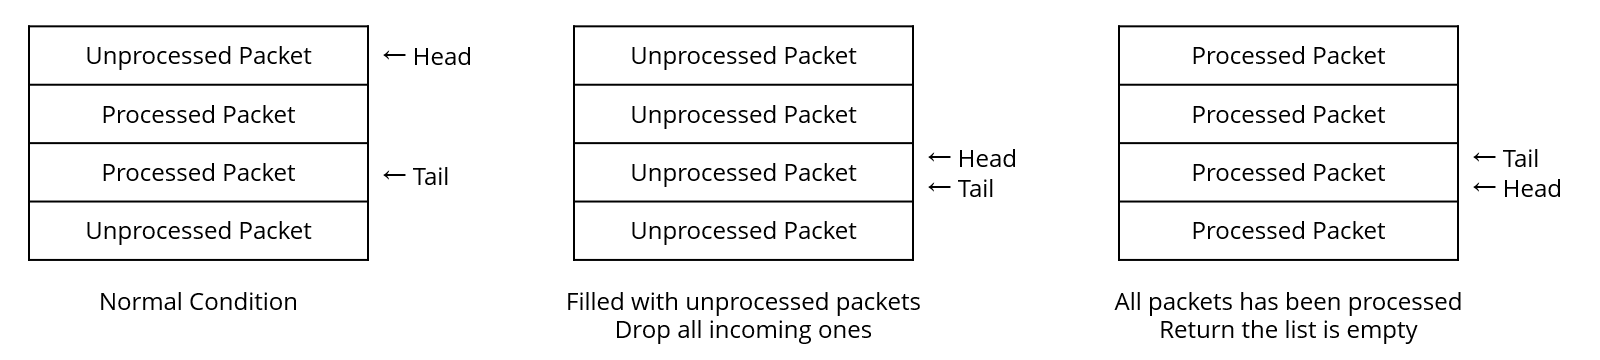 Unprocessed Packet
← Head
Processed Packet
Processed Packet
← Tail
Unprocessed Packet
Normal Condition
Unprocessed Packet
Unprocessed Packet
Unprocessed Packet
← Head
← Tail
Unprocessed Packet
Filled with unprocessed packets
Drop all incoming ones
Processed Packet
Processed Packet
Processed Packet
← Tail
← Head
Processed Packet
All packets has been processed
Return the list is empty